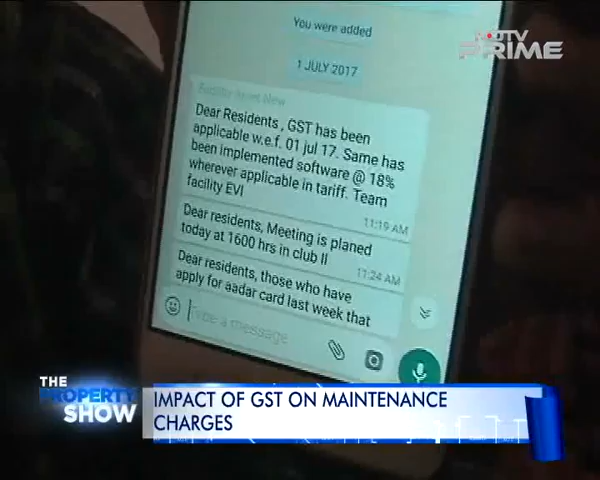 NDTV
PRIME
You were added
1 JULY 2017
Dear Residents , GST has been
applicable w.e.f. 01 jul 17. Same has
been implemented software @ 18%
wherever applicable in tariff. Team
facility EVI
11:19 AM
Dear residents, Meeting is planed
today at 1600 hrs in club II
11:24 AM
Dear residents, those who have
apply for aadar card last week that
Type a message
THE
PROPERTY
SHOW
IMPACT OF GST ON MAINTENANCE
CHARGES